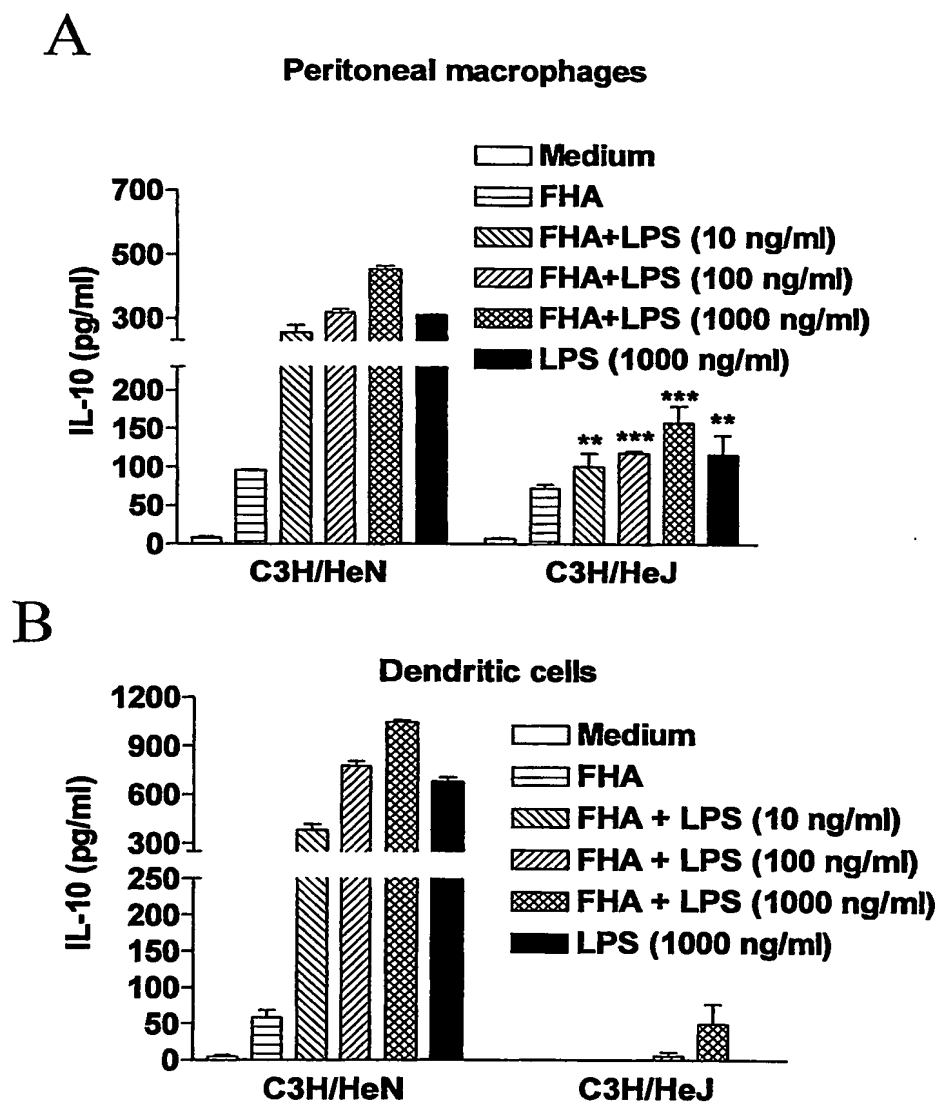 A
Peritoneal macrophages
Medium
FHA
FHA+LPS (10 ng/ml)
FHA+LPS (100 ng/ml)
FHA+LPS (1000 ng/ml)
LPS (1000 ng/ml)
IL-10 (pg/ml)
700
500
300
200
150
100
50
0
** *** *** **
C3H/HeN C3H/HeJ
B
Dendritic cells
Medium
FHA
FHA + LPS (10 ng/ml)
FHA + LPS (100 ng/ml)
FHA + LPS (1000 ng/ml)
LPS (1000 ng/ml)
IL-10 (pg/ml)
1200
900
600
300
250
200
150
100
50
0
C3H/HeN C3H/HeJ